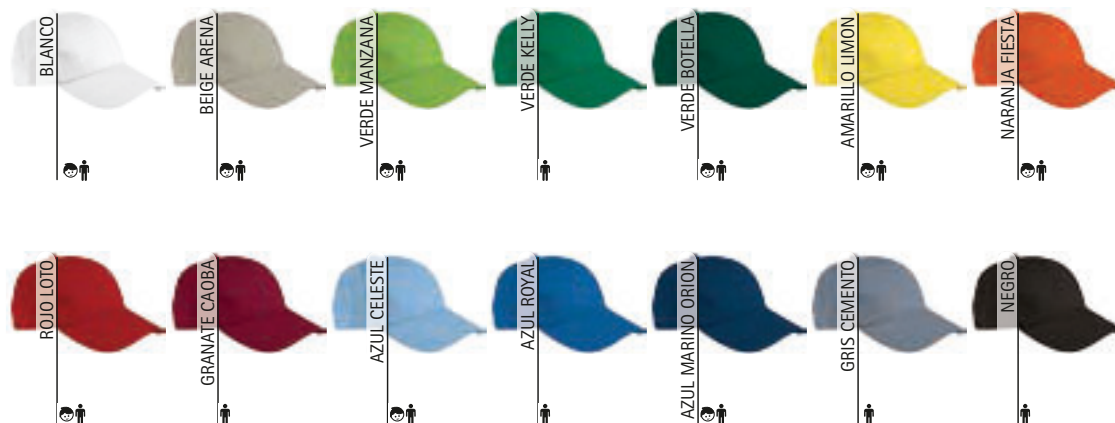 BLANCO
BEIGE ARENA
VERDE MANZANA
VERDE KELLY
VERDE BOTELLA
AMARILLO LIMON
NARANJA FIESTA
ROJO LOTO
GRANATE CAOBA
AZUL CELESTE
AZUL ROYAL
AZUL MARINO ORION
GRIS CEMENTO
NEGRO